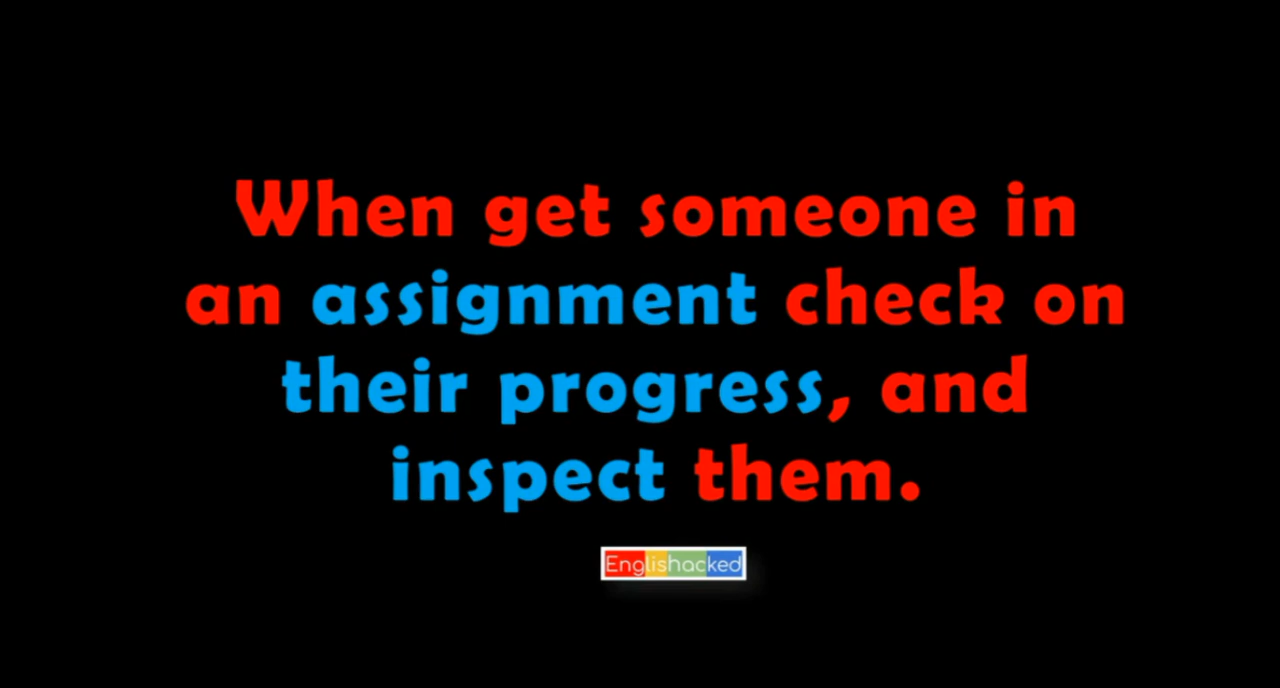 When get someone in
an assignment check on
their progress, and
inspect them.
Englishacked